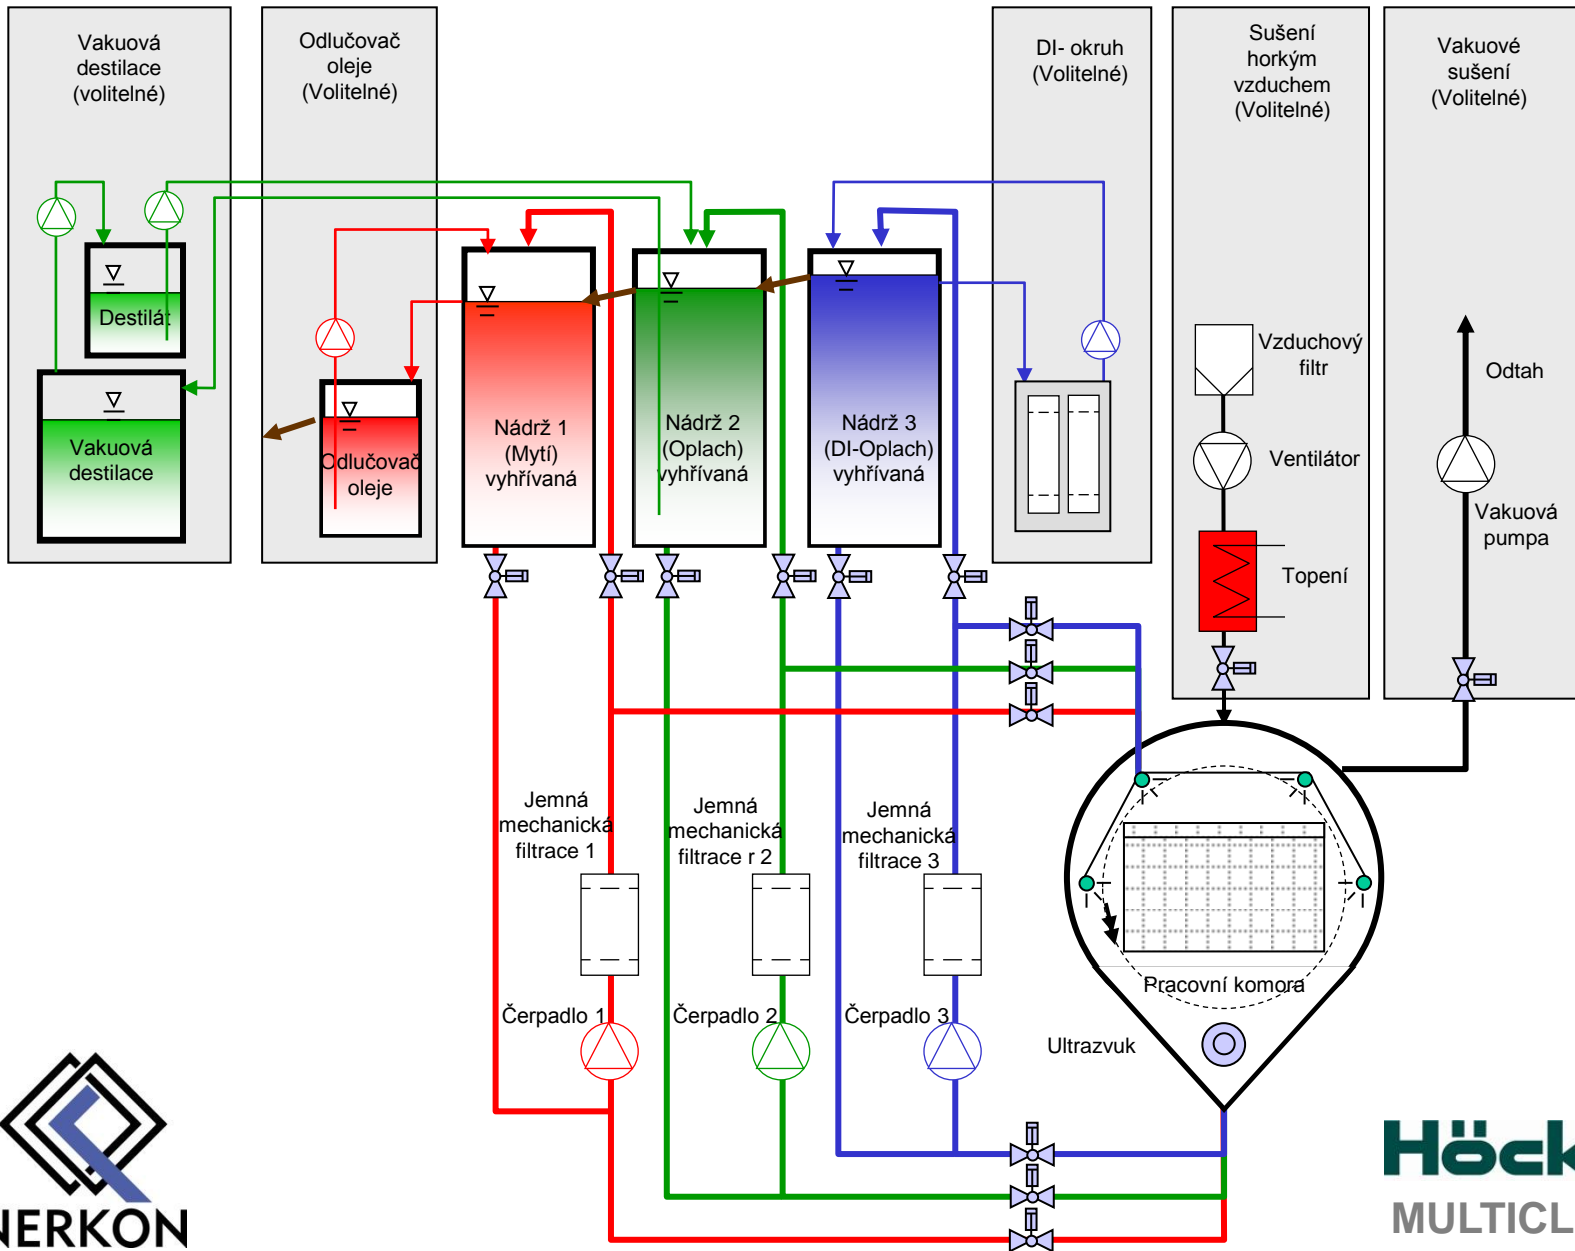 Vakuová
destilace
(volitelné)
Odlučovač
oleje
(Volitelné)
DI- okruh
(Volitelné)
Sušení
horkým
vzduchem
(Volitelné)
Vakuové
sušení
(Volitelné)
Destilát
Vakuová
destilace
Odlučovač
oleje
Nádrž 1
(Mytí)
vyhřívaná
Nádrž 2
(Oplach)
vyhřívaná
Nádrž 3
(DI-Oplach)
vyhřívaná
Vzduchový
filtr
Ventilátor
Topení
Odtah
Vakuová
pumpa
Jemná
mechanická
filtrace 1
Jemná
mechanická
filtrace r 2
Jemná
mechanická
filtrace 3
Čerpadlo 1
Čerpadlo 2
Čerpadlo 3
Pracovní komora
Ultrazvuk
NERKON
Höck
MULTICL